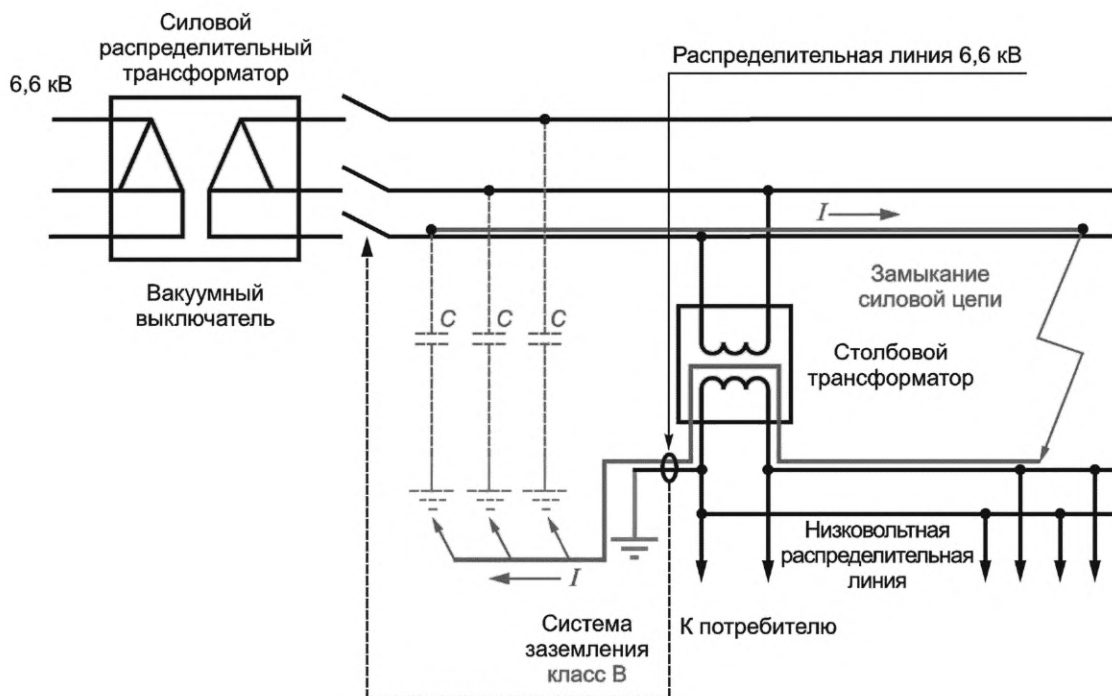 Силовой
распределительный
трансформатор
6,6 кВ
Распределительная линия 6,6 кВ
I
Вакуумный
выключатель
Замыкание
силовой цепи
C
C
C
Столбовой
трансформатор
Низковольтная
распределительная
линия
I
Система
заземления
класс B
К потребителю